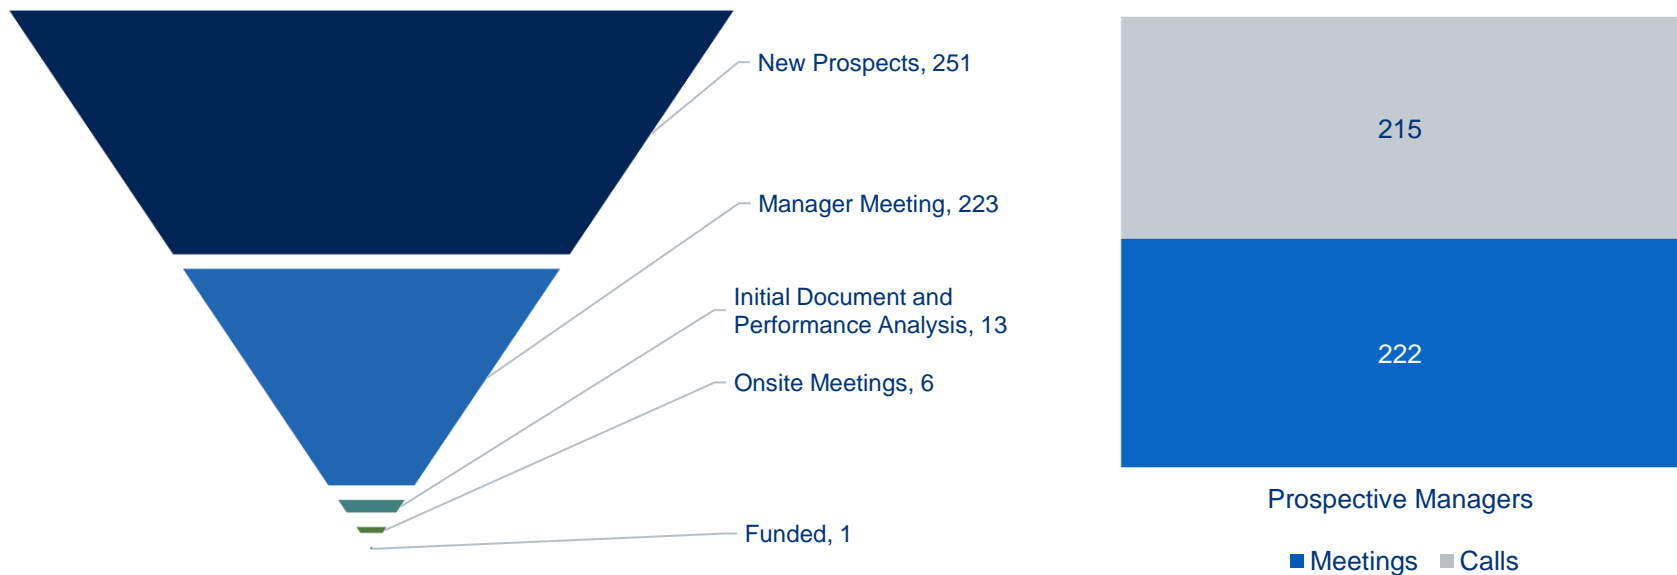 New Prospects, 251
Manager Meeting, 223
Initial Document and
Performance Analysis, 13
Onsite Meetings, 6
Funded, 1
215
222
Prospective Managers
Meetings Calls